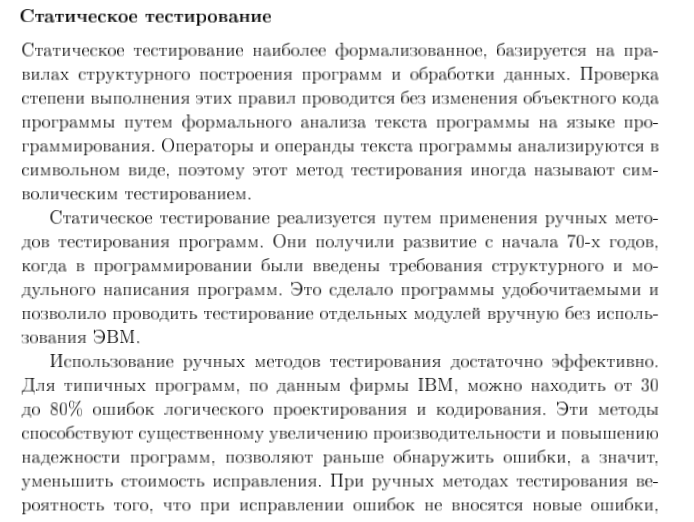 Статическое тестирование
Статическое тестирование наиболее формализованное, базируется на пра-
вилах структурного построения программ и обработки данных. Проверка
степени выполнения этих правил проводится без изменения объектного кода
программы путем формального анализа текста программы на языке про-
граммирования. Операторы и операнды текста программы анализируются в
символьном виде, поэтому этот метод тестирования иногда называют сим-
волическим тестированием.
Статическое тестирование реализуется путем применения ручных мето-
дов тестирования программ. Они получили развитие с начала 70-х годов,
когда в программировании были введены требования структурного и мо-
дульного написания программ. Это сделало программы удобочитаемыми и
позволило проводить тестирование отдельных модулей вручную без исполь-
зования ЭВМ.
Использование ручных методов тестирования достаточно эффективно.
Для типичных программ, по данным фирмы IBM, можно находить от 30
до 80% ошибок логического проектирования и кодирования. Эти методы
способствуют существенному увеличению производительности и повышению
надежности программ, позволяют раньше обнаружить ошибки, а значит,
уменьшить стоимость исправления. При ручных методах тестирования ве-
роятность того, что при исправлении ошибок не вносятся новые ошибки,